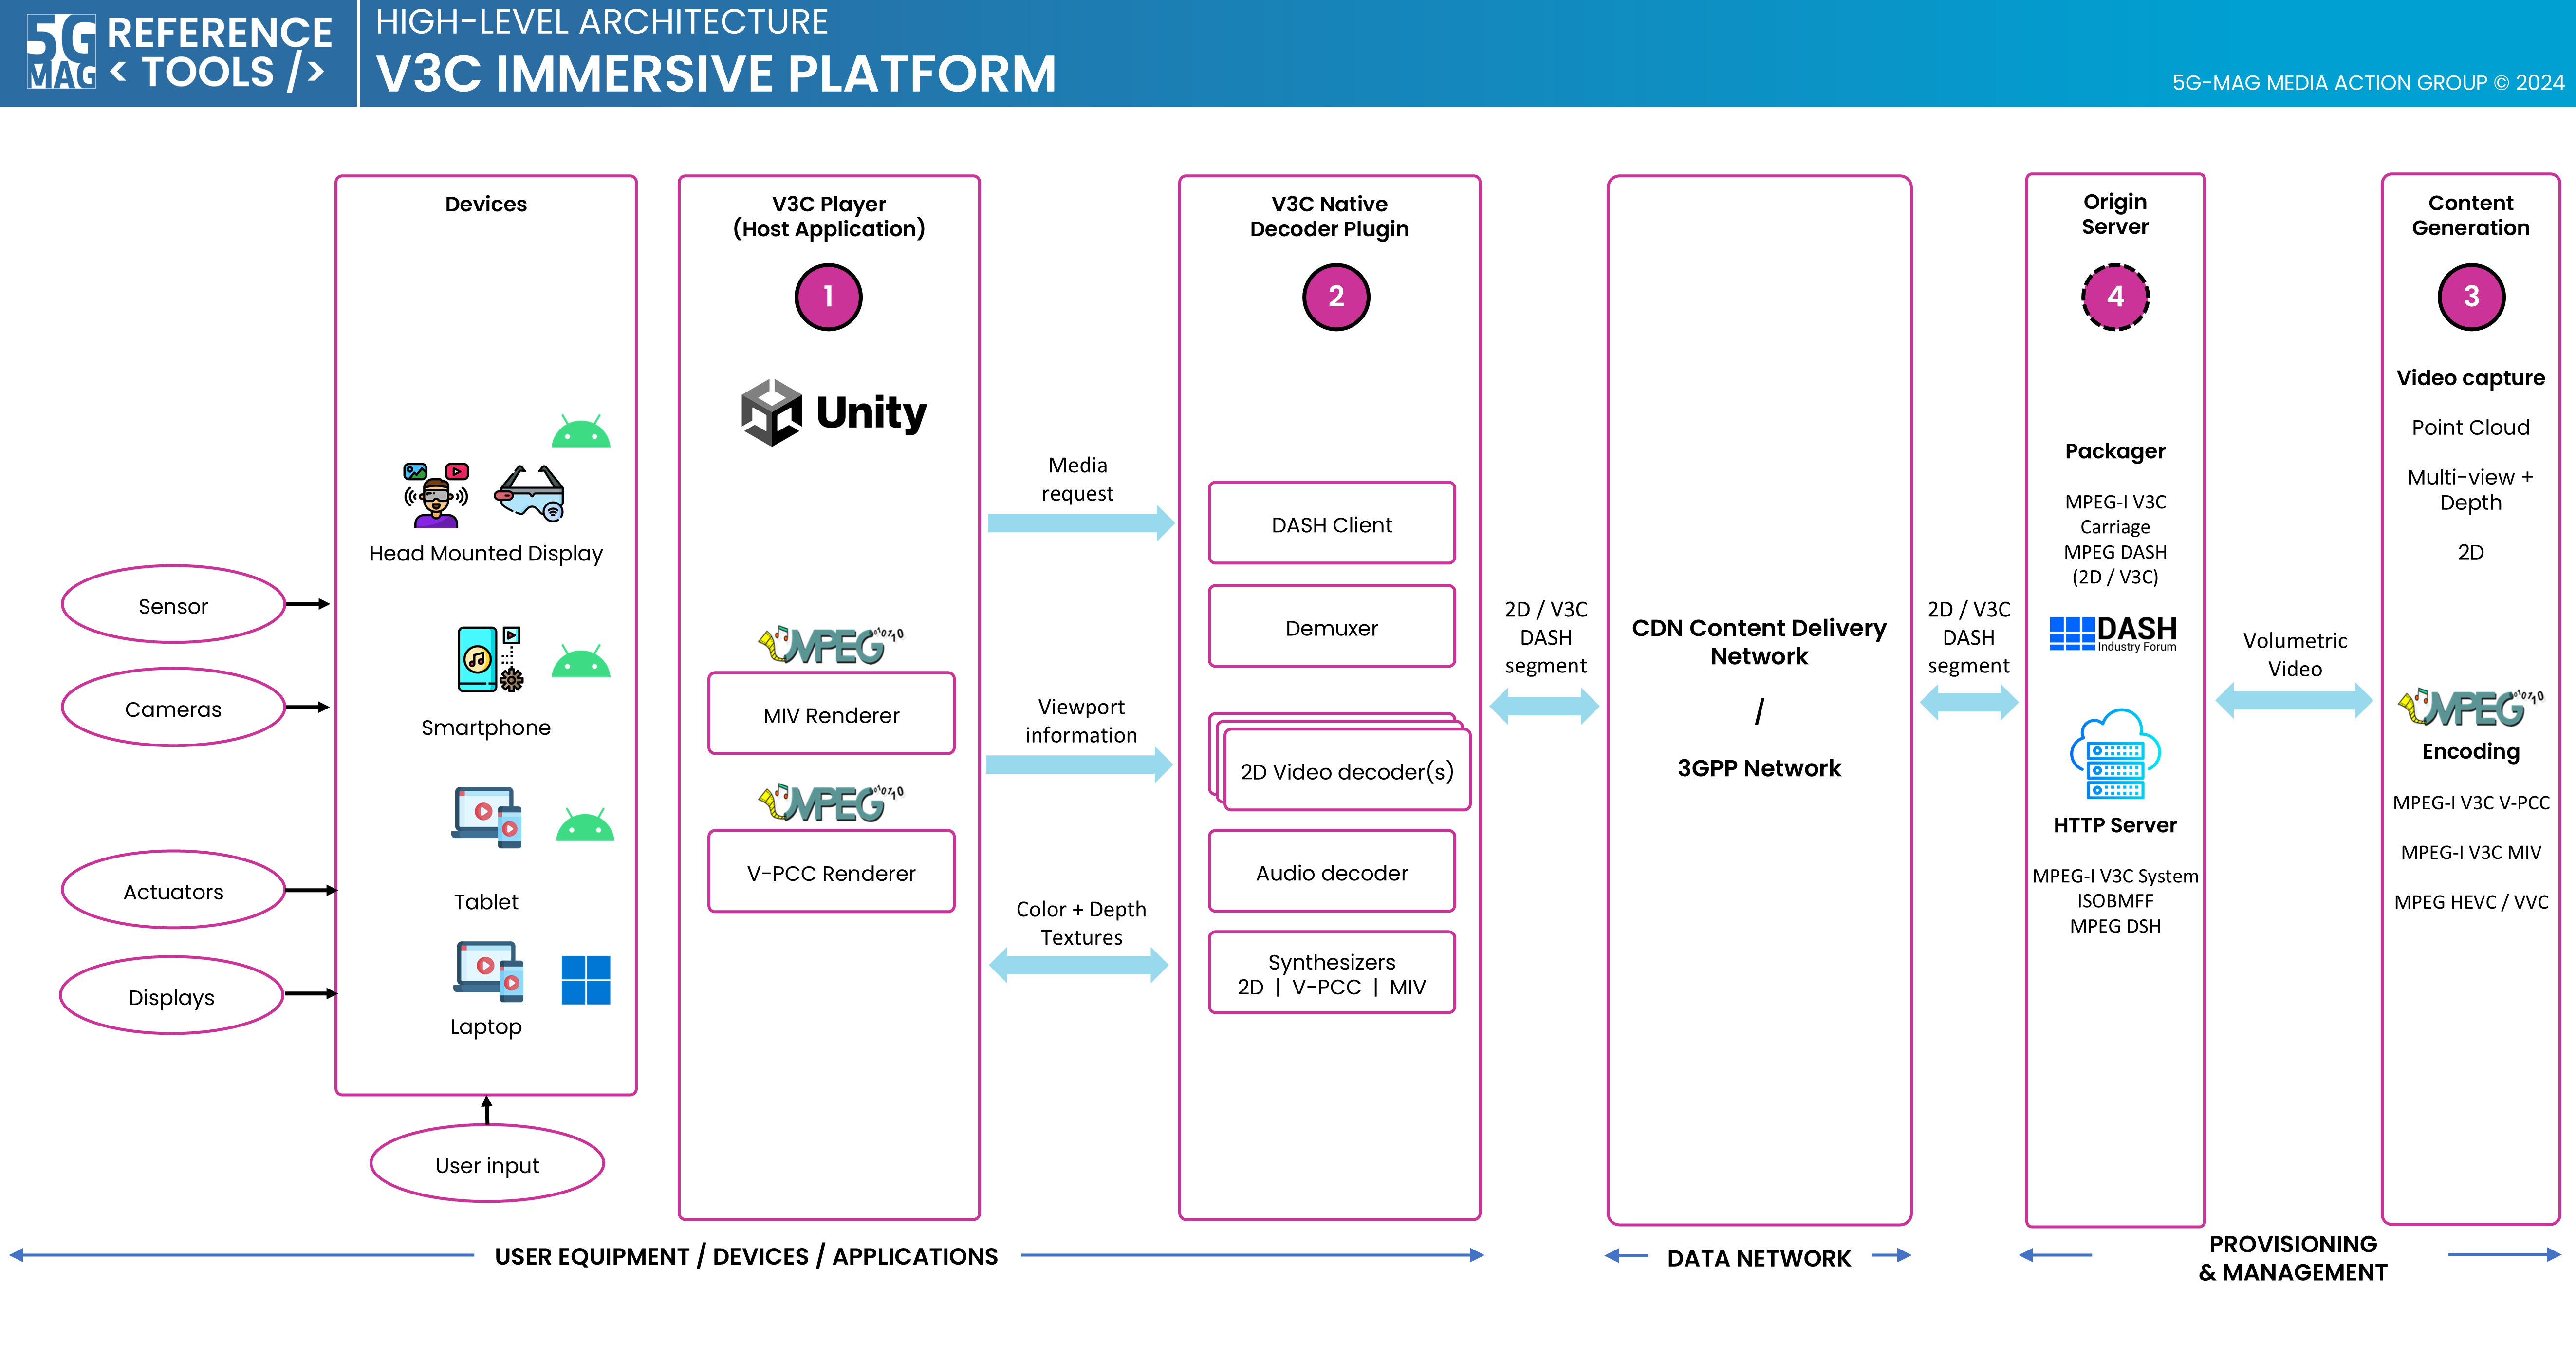 5G
MAG
REFERENCE
< TOOLS />
HIGH-LEVEL ARCHITECTURE
V3C IMMERSIVE PLATFORM
5G-MAG MEDIA ACTION GROUP © 2024
Sensor
Cameras
Actuators
Displays
Devices
Head Mounted Display
Smartphone
Tablet
Laptop
User input
V3C Player
(Host Application)
1
Unity
MPEG
010110
MIV Renderer
MPEG
010110
V-PCC Renderer
Media
request
Viewport
information
Color + Depth
Textures
V3C Native
Decoder Plugin
2
DASH Client
Demuxer
2D Video decoder(s)
Audio decoder
Synthesizers
2D | V-PCC | MIV
2D / V3C
DASH
segment
CDN Content Delivery
Network
/
3GPP Network
2D / V3C
DASH
segment
Origin
Server
4
Packager
MPEG-I V3C
Carriage
MPEG DASH
(2D / V3C)
DASH
Industry Forum
HTTP Server
MPEG-I V3C System
ISOBMFF
MPEG DSH
Volumetric
Video
Content
Generation
3
Video capture
Point Cloud
Multi-view +
Depth
2D
MPEG
010110
Encoding
MPEG-I V3C V-PCC
MPEG-I V3C MIV
MPEG HEVC / VVC
USER EQUIPMENT / DEVICES / APPLICATIONS
DATA NETWORK
PROVISIONING
& MANAGEMENT